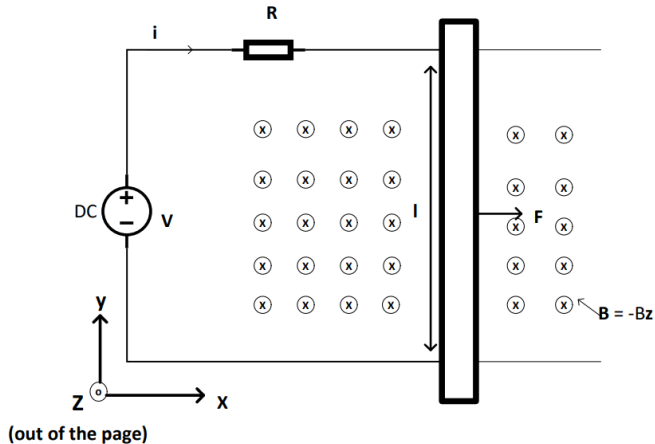 R
i
x x x x
x x
x x x x
x x
DC + − V
l
F
x x x x
x x
x x x x
x x
x x x x
x x
B = -Bz
y
Z o
X
(out of the page)